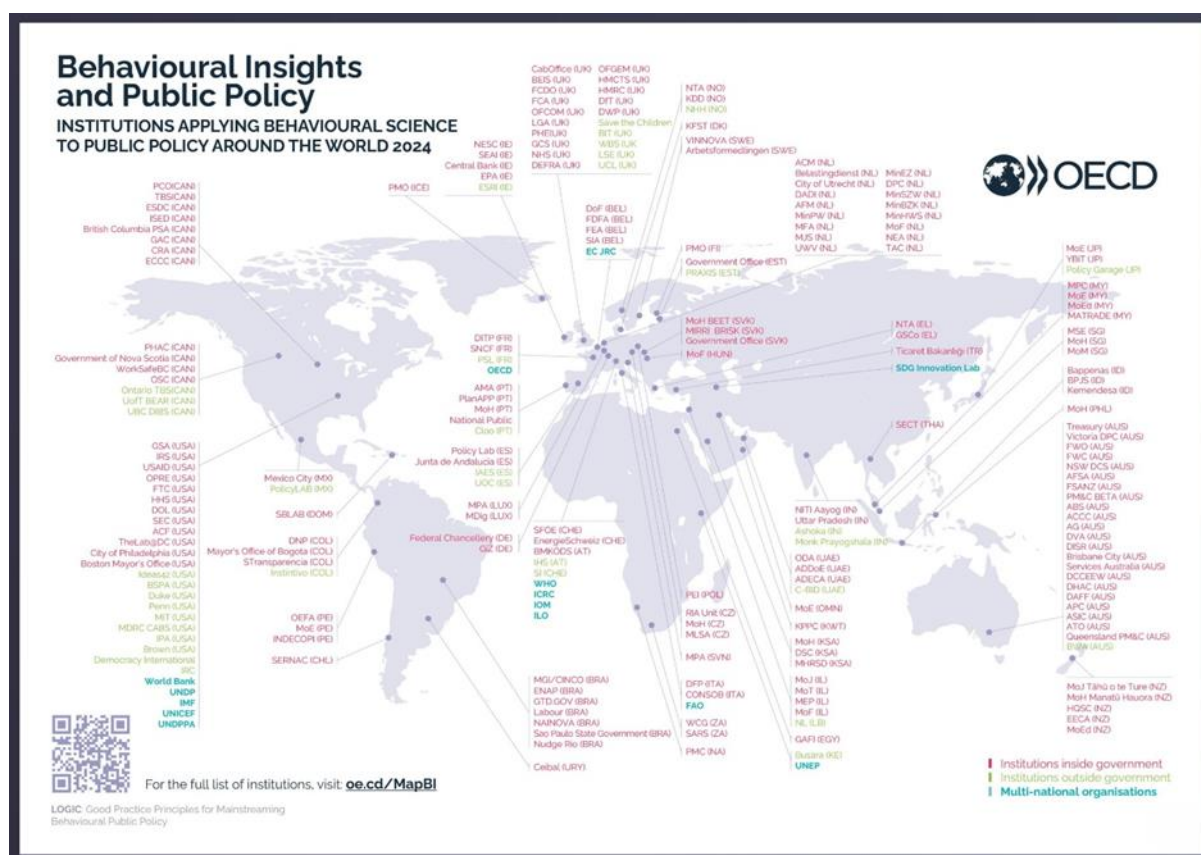 Behavioural Insights
and Public Policy
INSTITUTIONS APPLYING BEHAVIOURAL SCIENCE
TO PUBLIC POLICY AROUND THE WORLD 2024
OECD
PCO(CAN)
TBS(CAN)
ESDC (CAN)
ISED (CAN)
British Columbia PSA (CAN)
GAC (CAN)
CRA (CAN)
ECCC (CAN)
PMO (ICE)
NESC (IE)
SEAI (IE)
Central Bank (IE)
EPA (IE)
ESRI (IE)
CabOffice (UK)
BEIS (UK)
FCDO (UK)
FCA (UK)
OFCOM (UK)
LGA (UK)
PHE(UK)
GCS (UK)
NHS (UK)
DEFRA (UK)
OFGEM (UK)
HMCTS (UK)
HMRC (UK)
DIT (UK)
DWP (UK)
Save the Children
BIT (UK)
WBS (UK
LSE (UK)
UCL (UK)
NTA (NO)
KDD (NO)
NHH (NO)
KFST (DK)
VINNOVA (SWE)
Arbetsformedlingen (SWE)
DoF (BEL)
FDFA (BEL)
FEA (BEL)
SIA (BEL)
EC JRC
ACM (NL)
Belastingdienst (NL)
City of Utrecht (NL)
DADI (NL)
AFM (NL)
MinPW (NL)
MFA (NL)
MJS (NL)
UWV (NL)
MinEZ (NL)
DPC (NL)
MinSZW (NL)
MinBZK (NL)
MinHWS (NL)
MoF (NL)
NEA (NL)
TAC (NL)
PMO (FI)
Government Office (EST)
PRAXIS (EST)
MoE (JP)
YBIT (JP)
Policy Garage (JP)
MPC (MY)
MoE (MY)
MoEd (MY)
MATRADE (MY)
MSE (SG)
MoH (SG)
MoM (SG)
Bappenas (ID)
BPJS (ID)
Kemendesa (ID)
MoH (PHL)
PHAC (CAN)
Government of Nova Scotia (CAN)
WorkSafeBC (CAN)
OSC (CAN)
Ontario TBS(CAN)
UofT BEAR (CAN)
UBC DIBS (CAN)
DITP (FR)
SNCF (FR)
PSL (FR)
OECD
MoH BEET (SVK)
MIRRI: BRISK (SVK)
Government Office (SVK)
MoF (HUN)
NTA (EL)
GSCo (EL)
Ticaret Bakanlığı (TR)
SDG Innovation Lab
AMA (PT)
PlanAPP (PT)
MoH (PT)
National Public
Cloo (PT)
SECT (THA)
Treasury (AUS)
Victoria DPC (AUS)
FWO (AUS)
FWC (AUS)
NSW DCS (AUS)
AFSA (AUS)
FSANZ (AUS)
PM&C BETA (AUS)
ABS (AUS)
ACCC (AUS)
AG (AUS)
DVA (AUS)
DISR (AUS)
Brisbane City (AUS)
Services Australia (AUS)
DCCEEW (AUS)
DHAC (AUS)
DAFF (AUS)
APC (AUS)
ASIC (AUS)
ATO (AUS)
Queensland PM&C (AUS)
BWW (AUS)
GSA (USA)
IRS (USA)
USAID (USA)
OPRE (USA)
FTC (USA)
HHS (USA)
DOL (USA)
SEC (USA)
ACF (USA)
TheLab@DC (USA)
City of Philadelphia (USA)
Boston Mayor's Office (USA)
Ideas42 (USA)
BSPA (USA)
Duke (USA)
Penn (USA)
MIT (USA)
MDRC CABS (USA)
IPA (USA)
Brown (USA)
Democracy International
IRC
World Bank
UNDP
IMF
UNICEF
UNDPPA
Mexico City (MX)
PolicyLAB (MX)
SBLAB (DOM)
DNP (COL)
Mayor's Office of Bogota (COL)
STransparencia (COL)
Instintivo (COL)
OEFA (PE)
MoE (PE)
INDECOPI (PE)
SERNAC (CHL)
Policy Lab (ES)
Junta de Andalucia (ES)
IAES (ES)
UOC (ES)
MPA (LUX)
MDig (LUX)
Federal Chancellery (DE)
GIZ (DE)
SFOE (CHE)
EnergieSchweiz (CHE)
BMKODS (AT)
IHS (AT)
SI (CHE)
WHO
ICRC
IOM
ILO
NITI Aayog (IN)
Uttar Pradesh (IN)
Ashoka (IN)
Monk Prayogshala (IN)
ODA (UAE)
ADDoE (UAE)
ADECA (UAE)
C-BID (UAE)
MoE (OMN)
KPPC (KWT)
MoH (KSA)
DSC (KSA)
MHRSD (KSA)
MoJ (IL)
MoT (IL)
MEP (IL)
MoF (IL)
NL (LB)
GAFI (EGY)
Busara (KE)
UNEP
PEI (POL)
RIA Unit (CZ)
MoH (CZ)
MLSA (CZ)
MPA (SVN)
DFP (ITA)
CONSOB (ITA)
FAO
WCG (ZA)
SARS (ZA)
PMC (NA)
MGI/CINCO (BRA)
ENAP (BRA)
GTD.GOV (BRA)
Labour (BRA)
NAINOVA (BRA)
Sao Paulo State Government (BRA)
Nudge Rio (BRA)
Ceibal (URY)
MoJ Tāhū o te Ture (NZ)
MoH Manatū Hauora (NZ)
HQSC (NZ)
EECA (NZ)
MoEd (NZ)
Institutions inside government
Institutions outside government
Multi-national organisations
For the full list of institutions, visit: oe.cd/MapBI
LOGIC: Good Practice Principles for Mainstreaming
Behavioural Public Policy